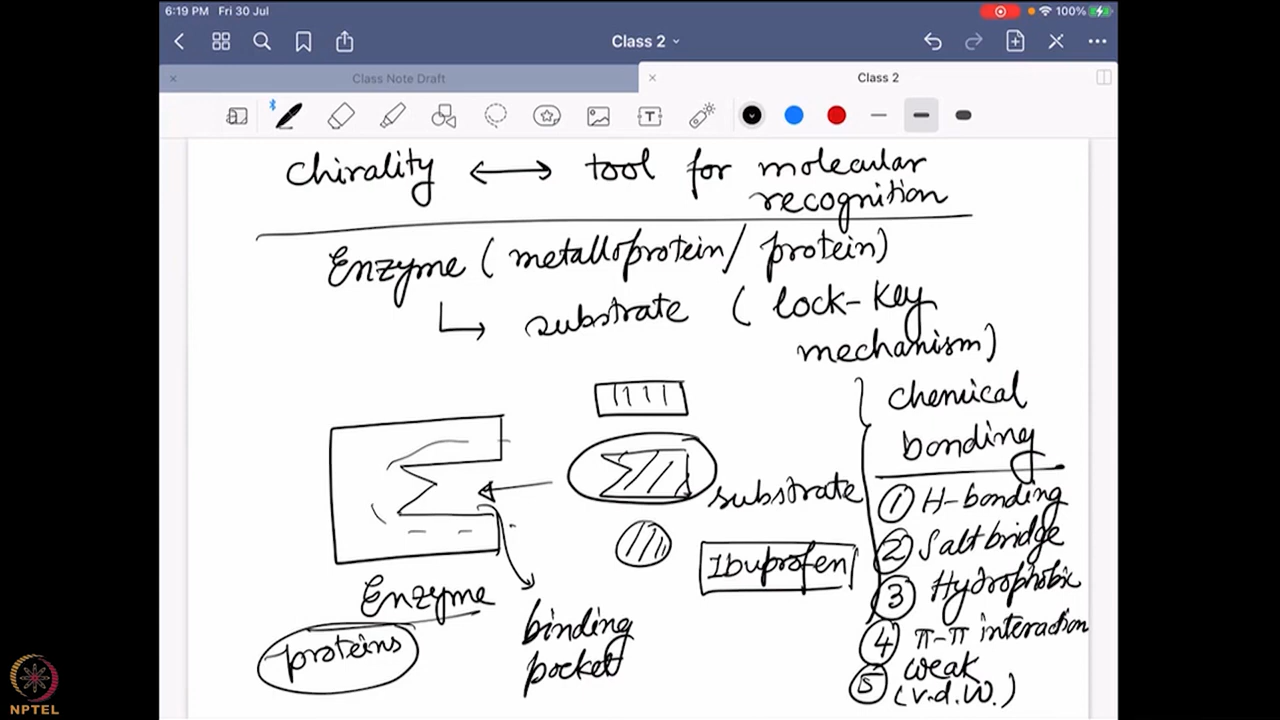 6:19 PM Fri 30 Jul
100%
Class 2
Class Note Draft
Class 2
T
Chirality ⟷ tool for molecular
recognition
Enzyme (metalloprotein/protein)
↳ substrate (lock-key
mechanism)
chemical
bonding
substrate
① H-bonding
② Salt bridge
Ibuprofen
③ Hydrophobic
Enzyme
④ π-π interaction
proteins
binding
pocket
⑤ weak
(v.d.W.)
NPTEL